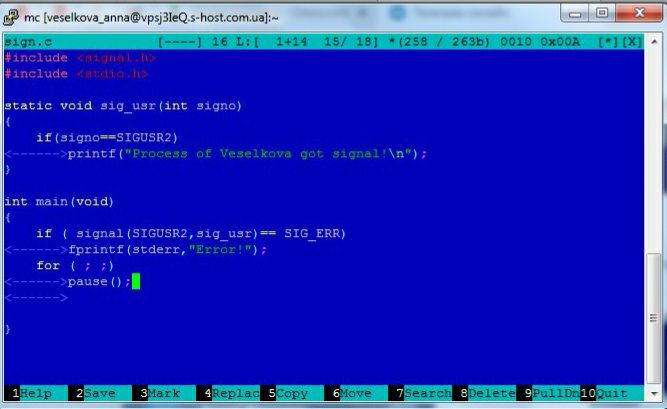 mc [veselkova_anna@vpsj3IeQ.s-host.com.ua]:~
sign.c [----] 16 L:[ 1+14 15/ 18] *(258 / 263b) 0010 0x00A [*][X]
#include <signal.h>
#include <stdio.h>
static void sig_usr(int signo)
{
if(signo==SIGUSR2)
<------>printf("Process of Veselkova got signal!\n");
}
int main(void)
{
if ( signal(SIGUSR2,sig_usr)== SIG_ERR)
<------>fprintf(stderr,"Error!");
for ( ; ;)
<------>pause();
<------>
}
1Help 2Save 3Mark 4Replac 5Copy 6Move 7Search 8Delete 9PullDn 10Quit